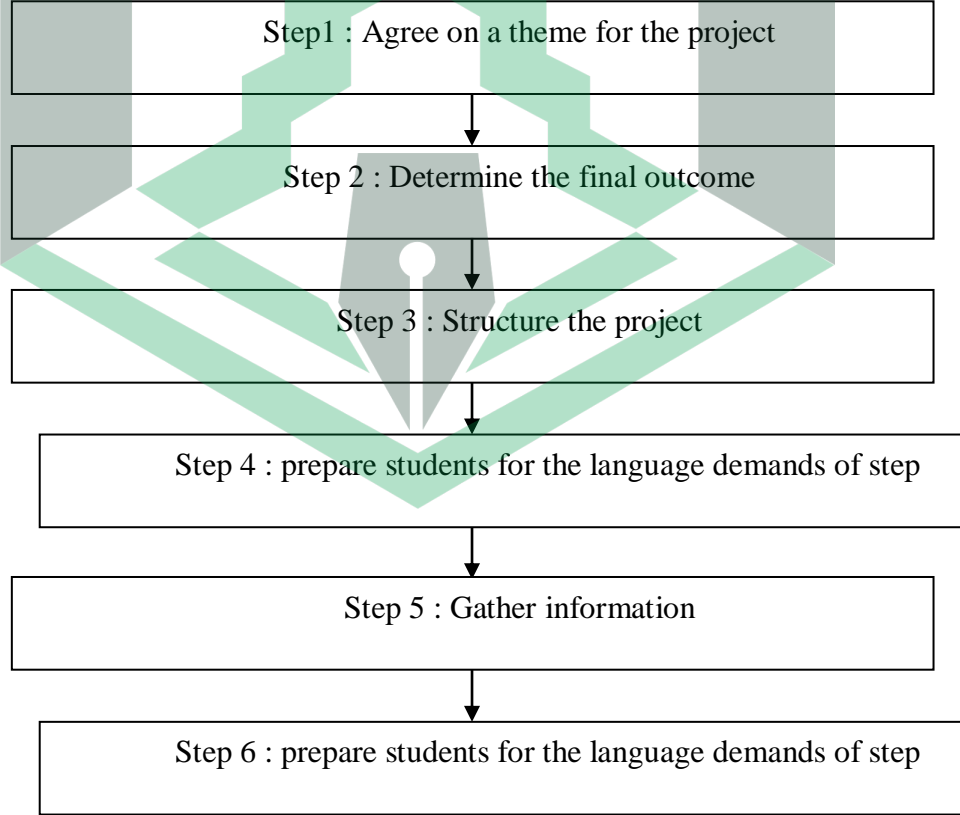 Step1 : Agree on a theme for the project
Step 2 : Determine the final outcome
Step 3 : Structure the project
Step 4 : prepare students for the language demands of step
Step 5 : Gather information
Step 6 : prepare students for the language demands of step